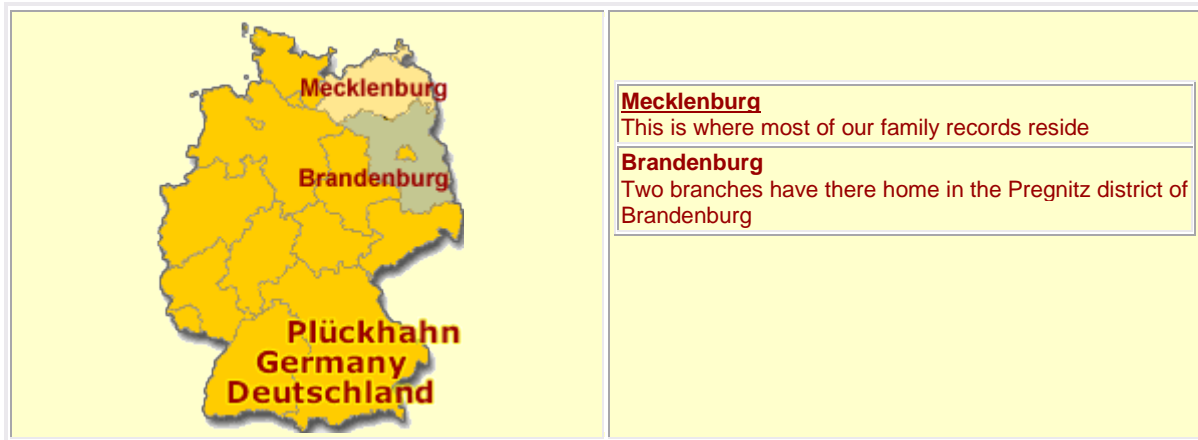 Mecklenburg
Brandenburg
Plückhahn
Germany
Deutschland
Mecklenburg
This is where most of our family records reside
Brandenburg
Two branches have there home in the Pregnitz district of
Brandenburg